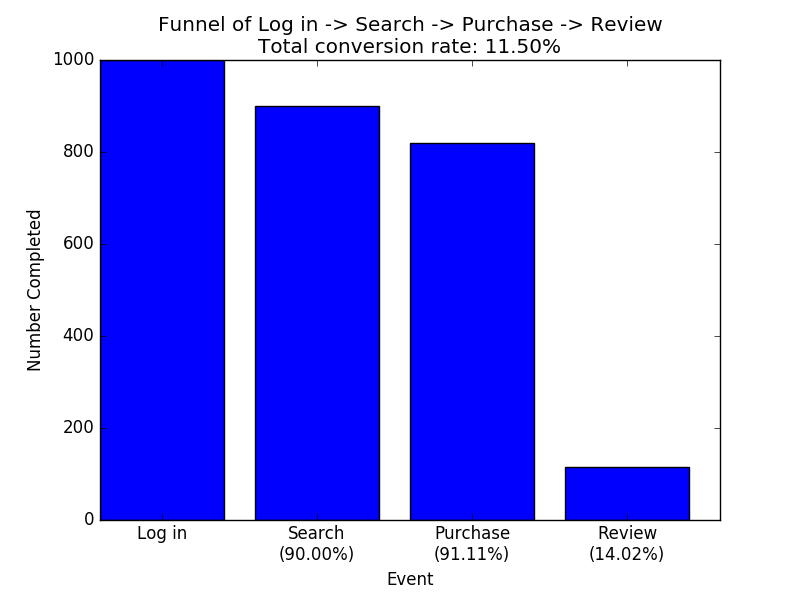 Funnel of Log in -> Search -> Purchase -> Review
Total conversion rate: 11.50%
1000
800
600
400
200
0
Number Completed
Log in
Search
(90.00%)
Purchase
(91.11%)
Review
(14.02%)
Event